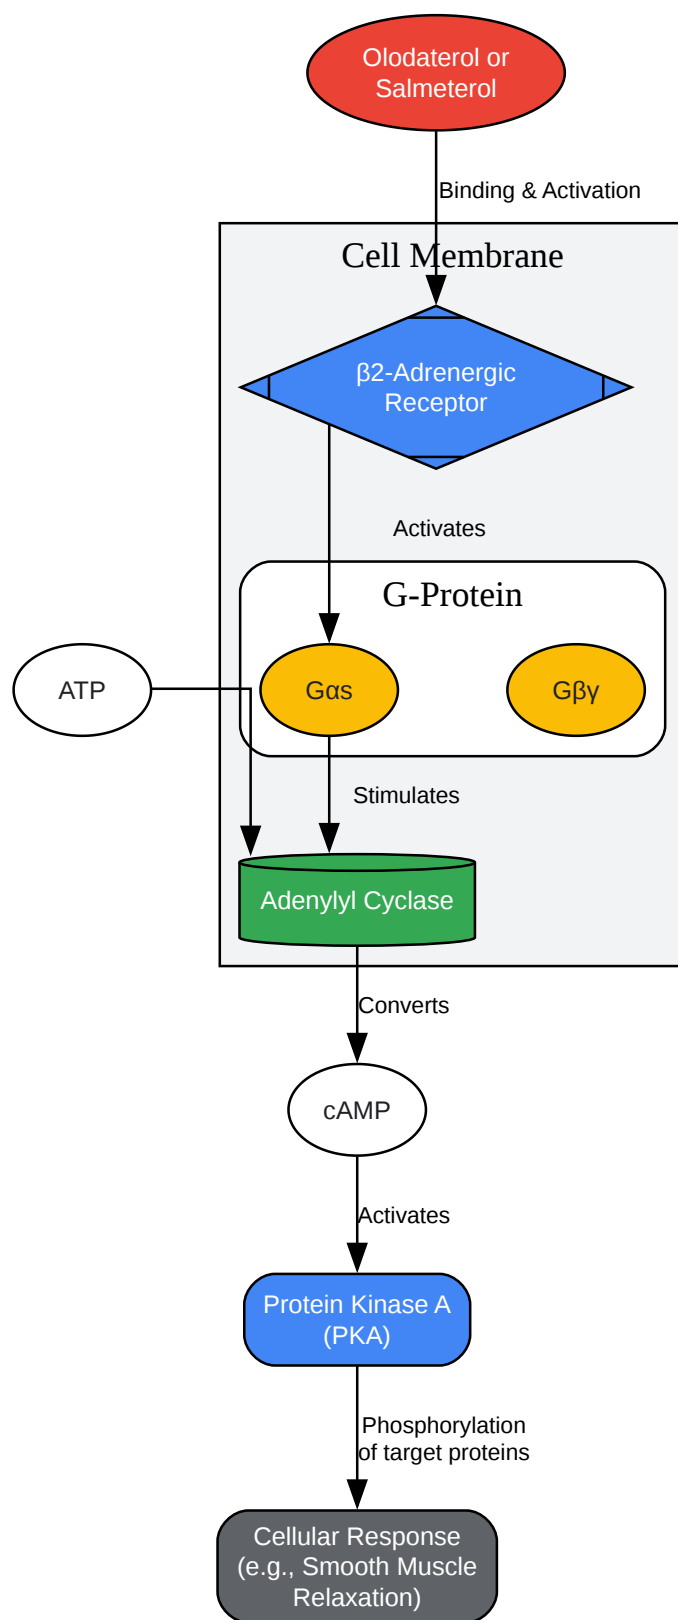 Olodaterol or
Salmeterol
Binding & Activation
Cell Membrane
β2-Adrenergic
Receptor
Activates
G-Protein
ATP
Gαs
Gβγ
Stimulates
Adenylyl Cyclase
Converts
cAMP
Activates
Protein Kinase A
(PKA)
Phosphorylation
of target proteins
Cellular Response
(e.g., Smooth Muscle
Relaxation)